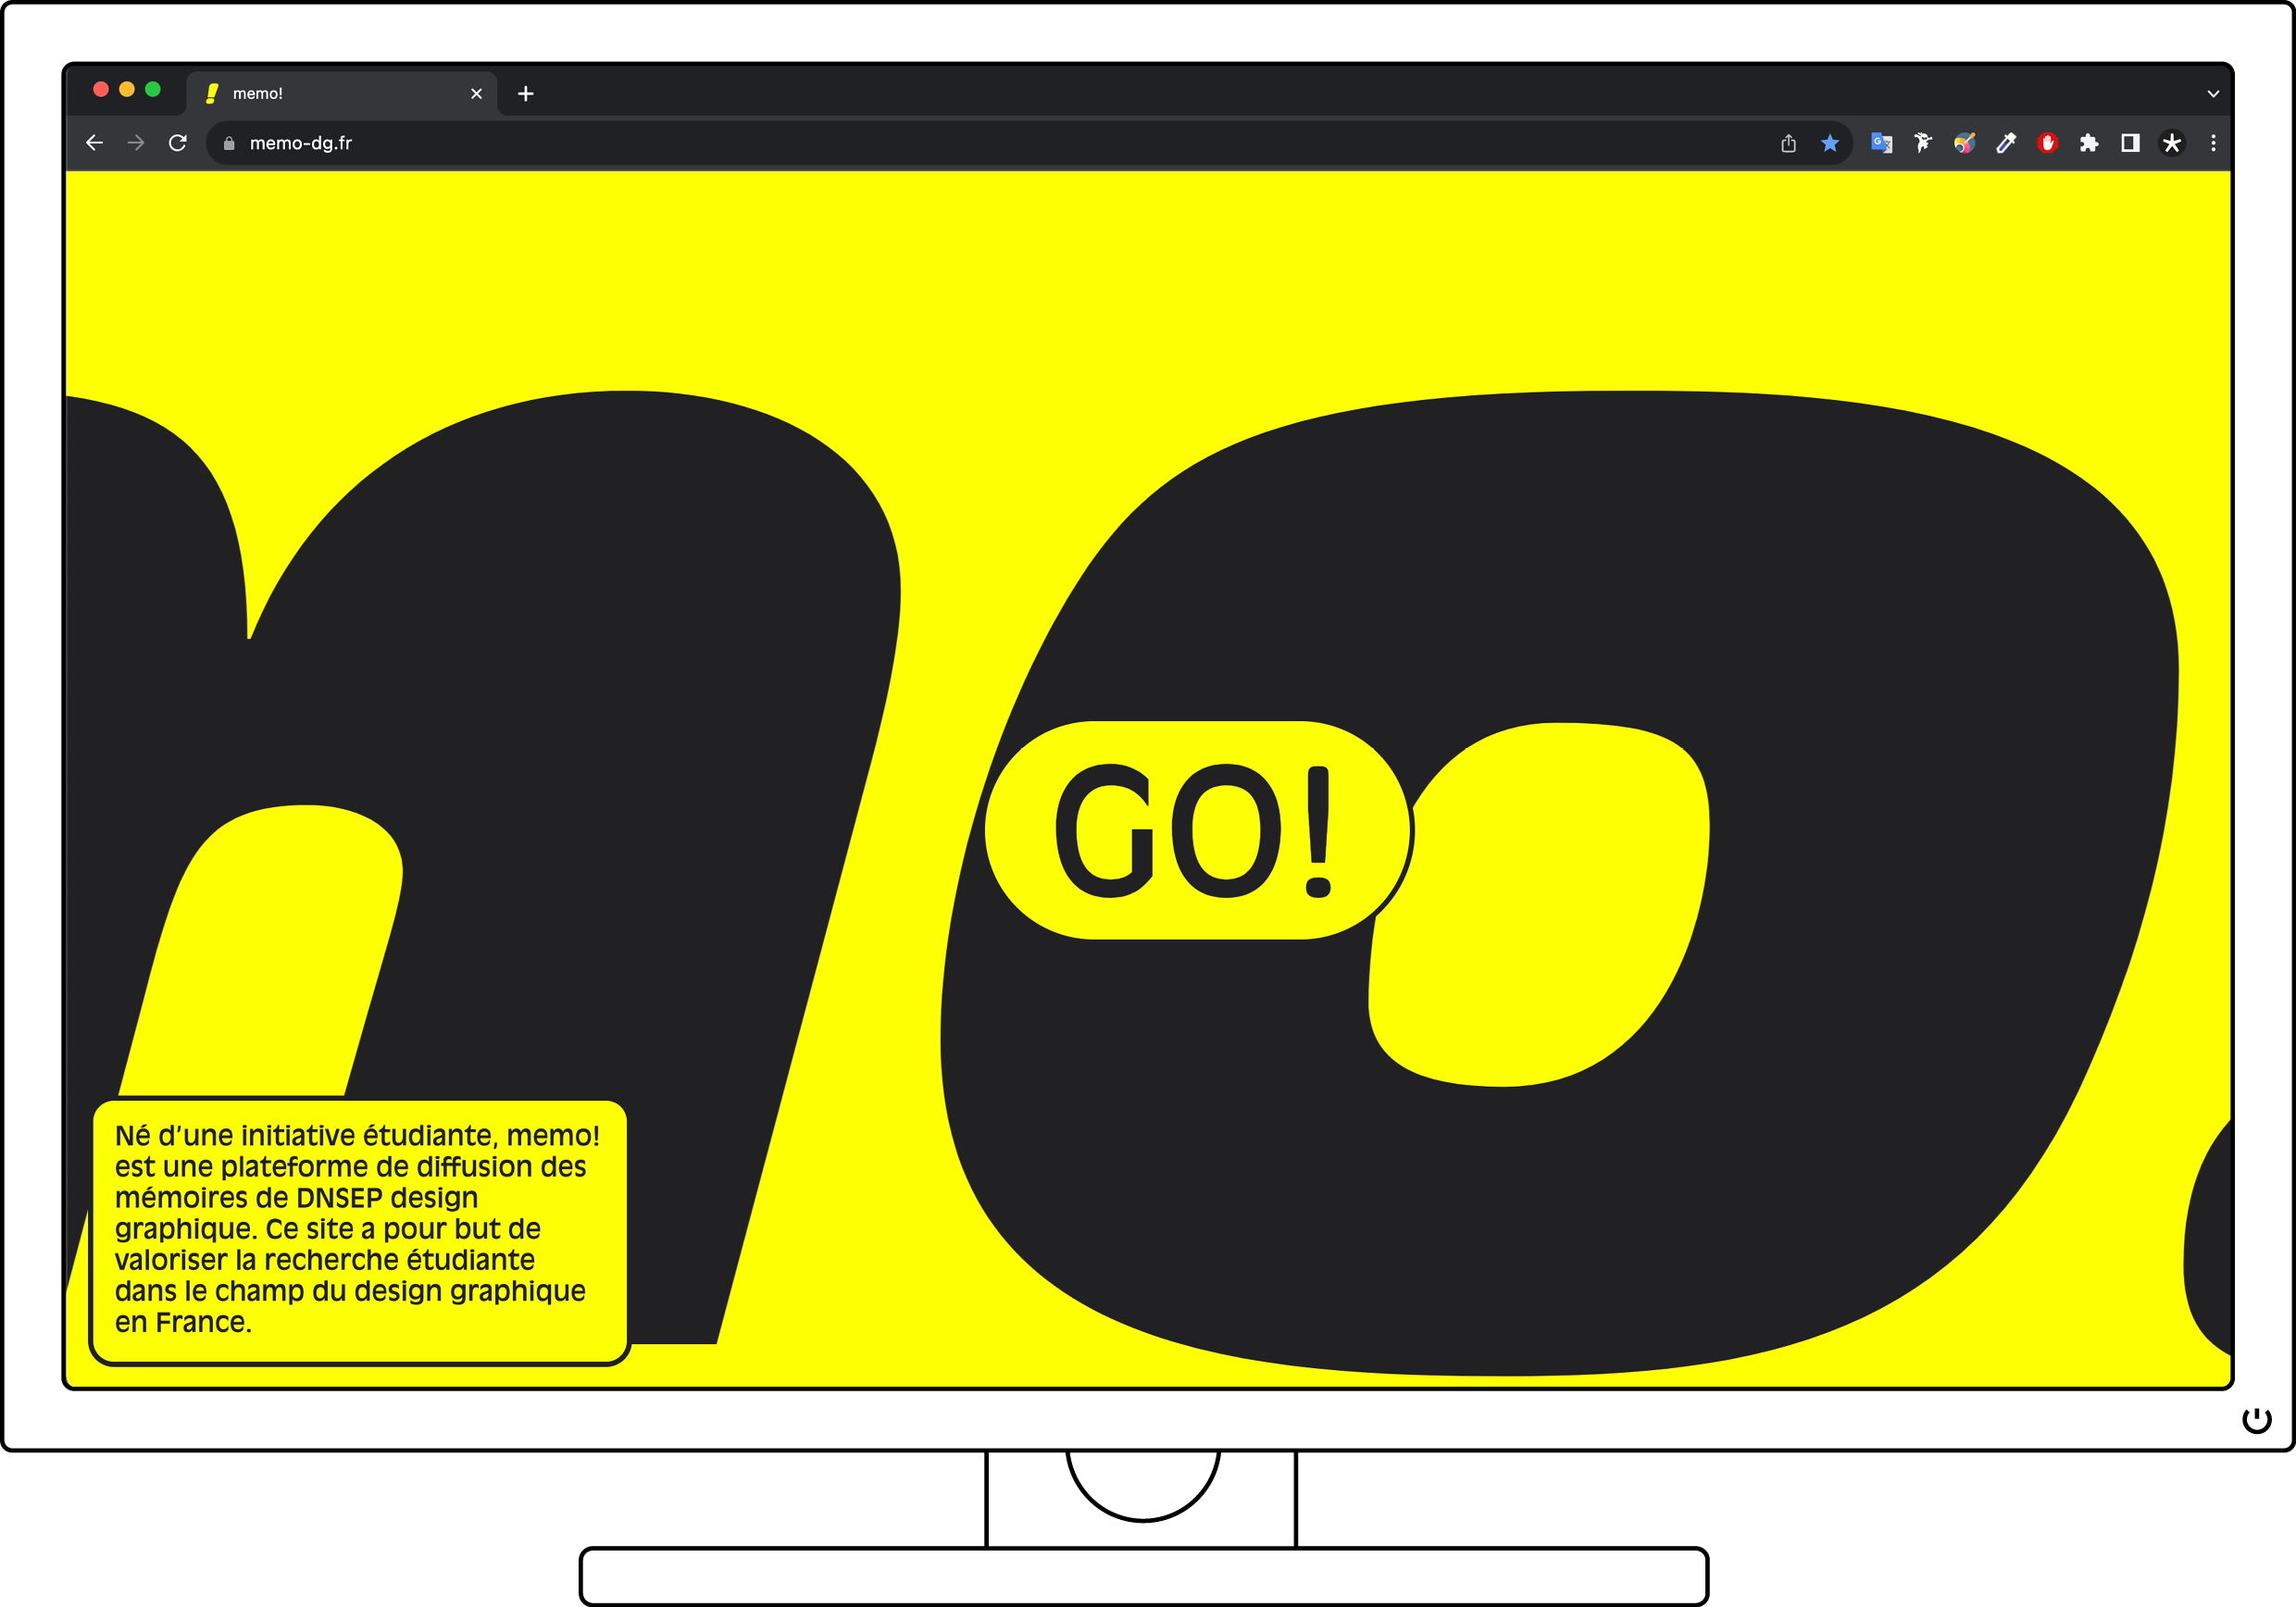 memo!
memo-dg.fr
mo
GO!
Né d’une initiative étudiante, memo!
est une plateforme de diffusion des
mémoires de DNSEP design
graphique. Ce site a pour but de
valoriser la recherche étudiante
dans le champ du design graphique
en France.